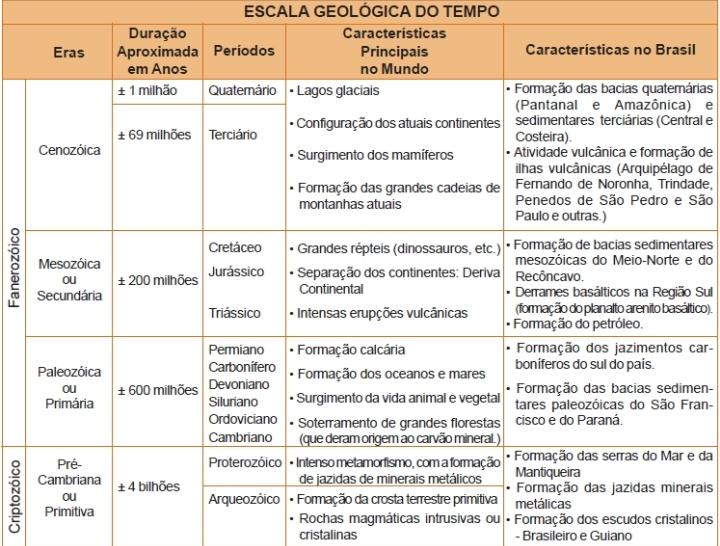 ESCALA GEOLÓGICA DO TEMPO
Eras
Duração
Aproximada
em Anos
Períodos
Características
Principais
no Mundo
Características no Brasil
Fanerozóico
Cenozóica
± 1 milhão
Quaternário
• Lagos glaciais
± 69 milhões
Terciário
• Configuração dos atuais continentes
• Surgimento dos mamíferos
• Formação das grandes cadeias de
montanhas atuais
• Formação das bacias quaternárias
(Pantanal e Amazônica) e
sedimentares terciárias (Central e
Costeira).
• Atividade vulcânica e formação de
ilhas vulcânicas (Arquipélago de
Fernando de Noronha, Trindade,
Penedos de São Pedro e São
Paulo e outras.)
Mesozóica
ou
Secundária
± 200 milhões
Cretáceo
Jurássico
Triássico
• Grandes répteis (dinossauros, etc.)
• Separação dos continentes: Deriva
Continental
• Intensas erupções vulcânicas
• Formação de bacias sedimentares
mesozóicas do Meio-Norte e do
Recôncavo.
• Derrames basálticos na Região Sul
(formação do planalto arenito basáltico).
• Formação do petróleo.
Paleozóica
ou
Primária
± 600 milhões
Permiano
Carbonífero
Devoniano
Siluriano
Ordoviciano
Cambriano
• Formação calcária
• Formação dos oceanos e mares
• Surgimento da vida animal e vegetal
• Soterramento de grandes florestas
(que deram origem ao carvão mineral.)
• Formação dos jazimentos car-
boníferos do sul do país.
• Formação das bacias sedimen-
tares paleozóicas do São Fran-
cisco e do Paraná.
Criptozóico
Pré-
Cambriana
ou
Primitiva
± 4 bilhões
Proterozóico
• Intenso metamorfismo, com a formação
de jazidas de minerais metálicos
Arqueozóico
• Formação da crosta terrestre primitiva
• Rochas magmáticas intrusivas ou
cristalinas
• Formação das serras do Mar e da
Mantiqueira
• Formação das jazidas minerais
metálicas
• Formação dos escudos cristalinos
- Brasileiro e Guiano